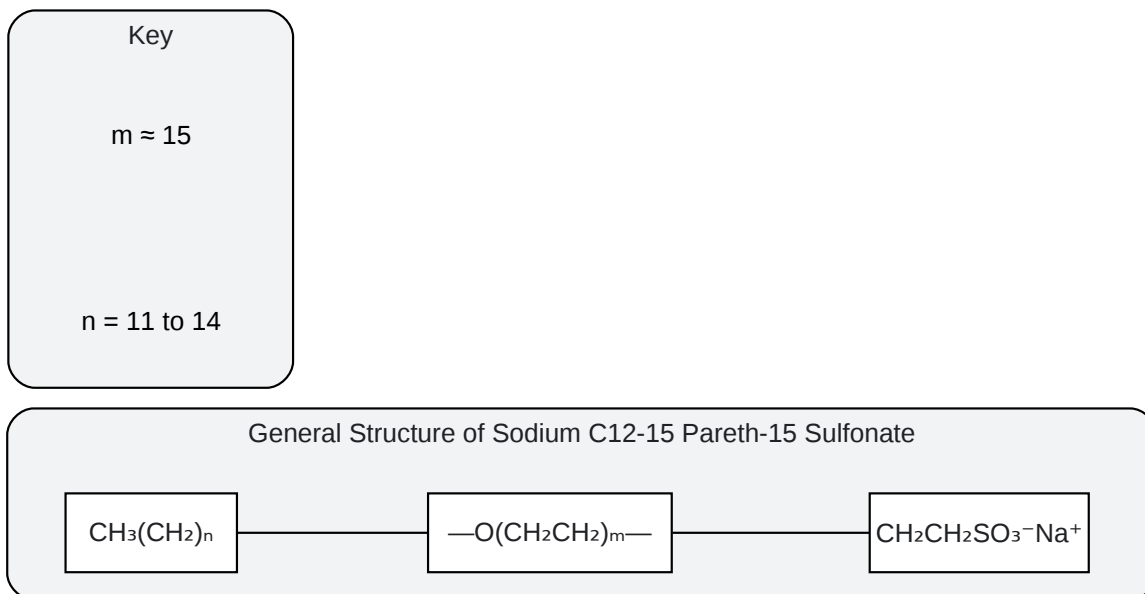 Key
m ≈ 15
n = 11 to 14
General Structure of Sodium C12-15 Pareth-15 Sulfonate
CH₃(CH₂)ₙ —O(CH₂CH₂)ₘ— CH₂CH₂SO₃⁻Na⁺